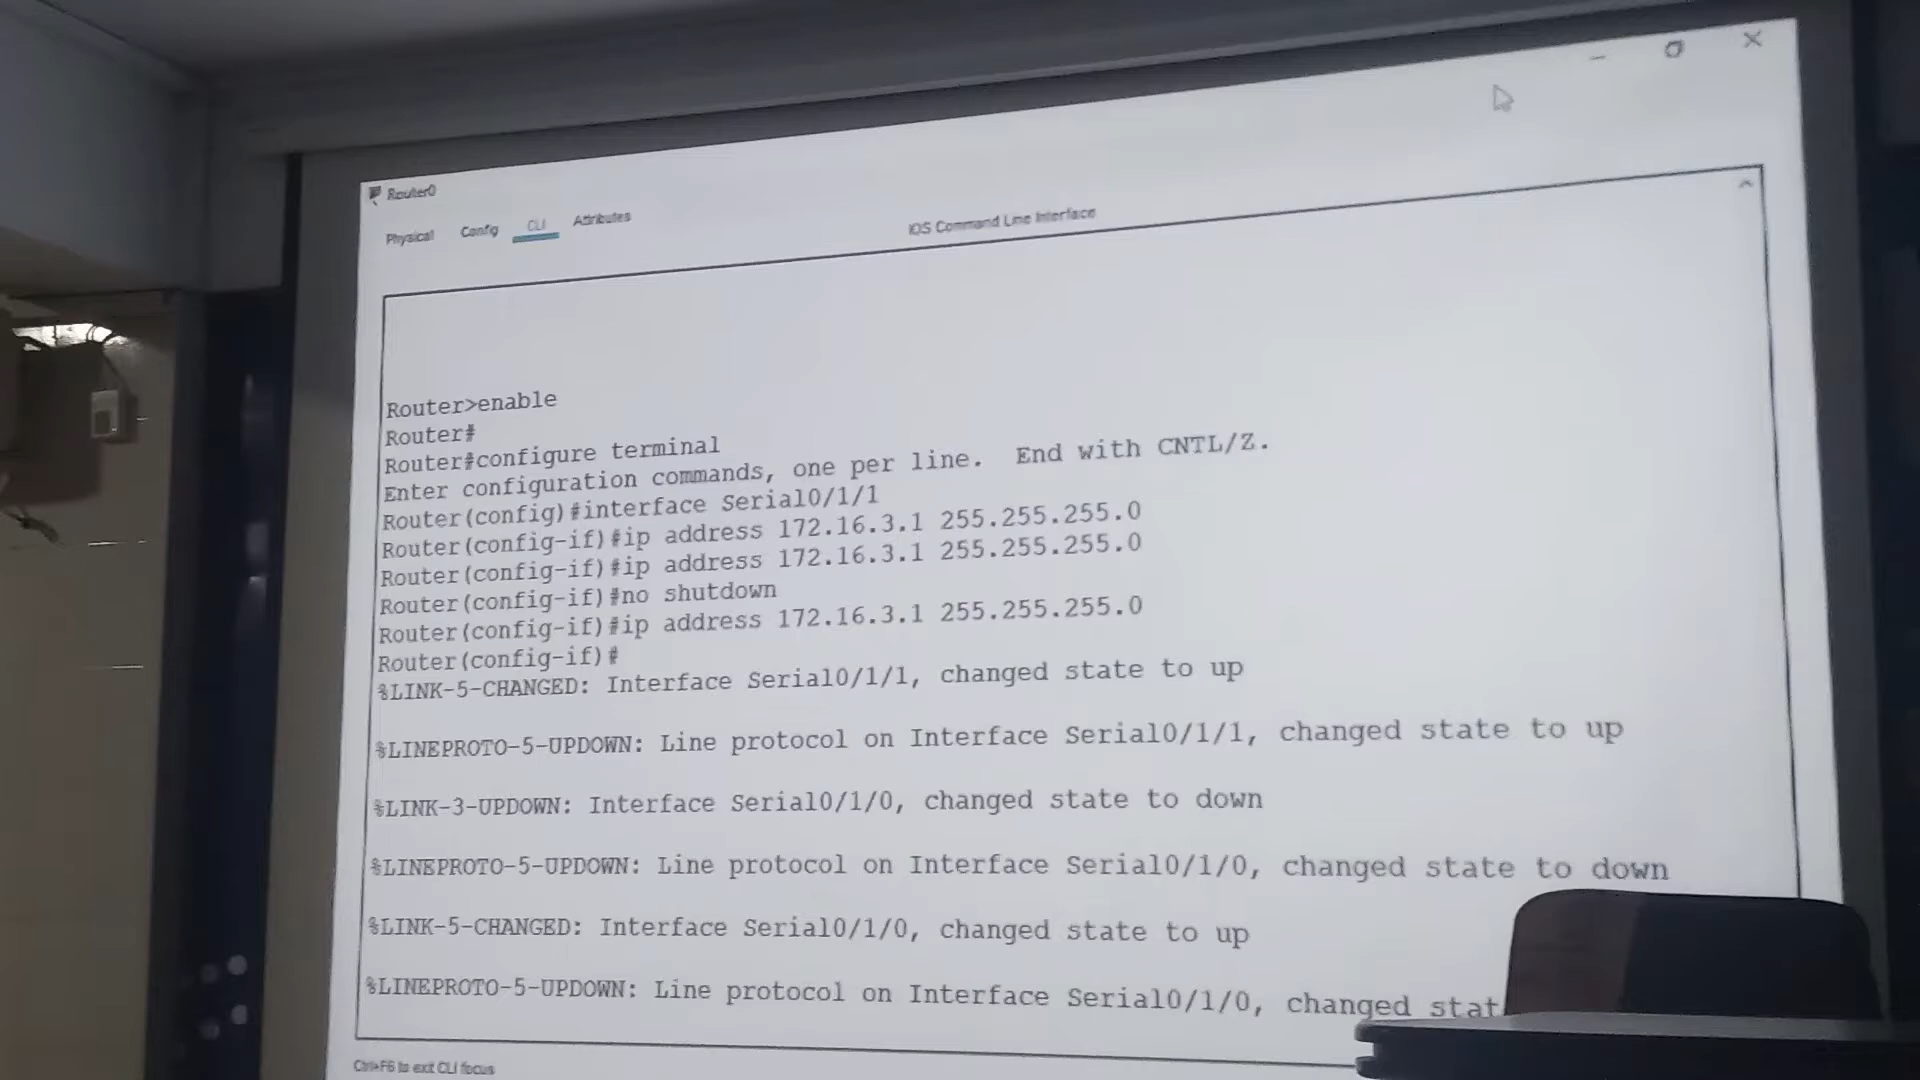 Router0
Physical Config CLI Attributes
IOS Command Line Interface
Router>enable
Router#
Router#configure terminal
Enter configuration commands, one per line.  End with CNTL/Z.
Router(config)#interface Serial0/1/1
Router(config-if)#ip address 172.16.3.1 255.255.255.0
Router(config-if)#ip address 172.16.3.1 255.255.255.0
Router(config-if)#no shutdown
Router(config-if)#ip address 172.16.3.1 255.255.255.0
Router(config-if)#
%LINK-5-CHANGED: Interface Serial0/1/1, changed state to up
%LINEPROTO-5-UPDOWN: Line protocol on Interface Serial0/1/1, changed state to up
%LINK-3-UPDOWN: Interface Serial0/1/0, changed state to down
%LINEPROTO-5-UPDOWN: Line protocol on Interface Serial0/1/0, changed state to down
%LINK-5-CHANGED: Interface Serial0/1/0, changed state to up
%LINEPROTO-5-UPDOWN: Line protocol on Interface Serial0/1/0, changed stat
Ctrl+F6 to exit CLI focus